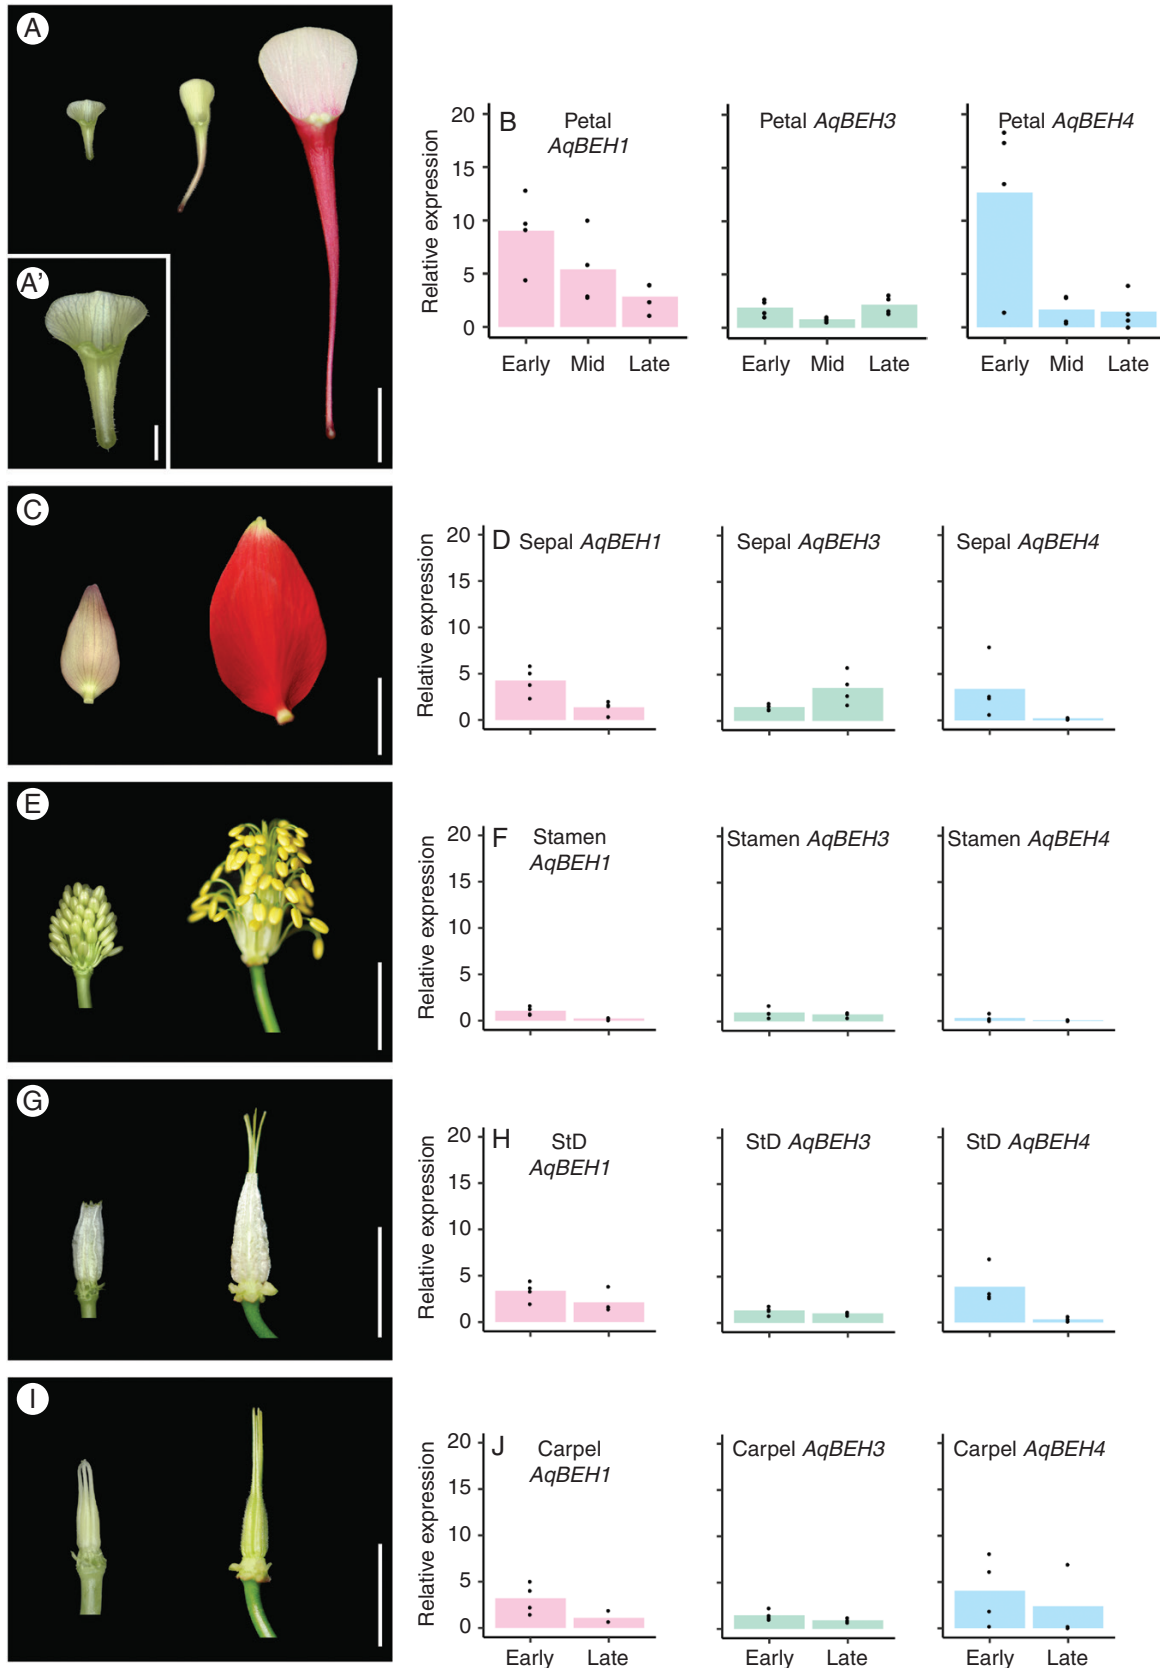 A
A'
B
Petal
AqBEH1
Petal AqBEH3
Petal AqBEH4
Relative expression
20
15
10
5
0
Early Mid Late
Early Mid Late
Early Mid Late
C
D Sepal AqBEH1
Sepal AqBEH3
Sepal AqBEH4
Relative expression
20
15
10
5
0
E
F
Stamen
AqBEH1
Stamen AqBEH3
Stamen AqBEH4
Relative expression
20
15
10
5
0
G
H
StD
AqBEH1
StD AqBEH3
StD AqBEH4
Relative expression
20
15
10
5
0
I
J
Carpel
AqBEH1
Carpel AqBEH3
Carpel AqBEH4
Relative expression
20
15
10
5
0
Early Late
Early Late
Early Late